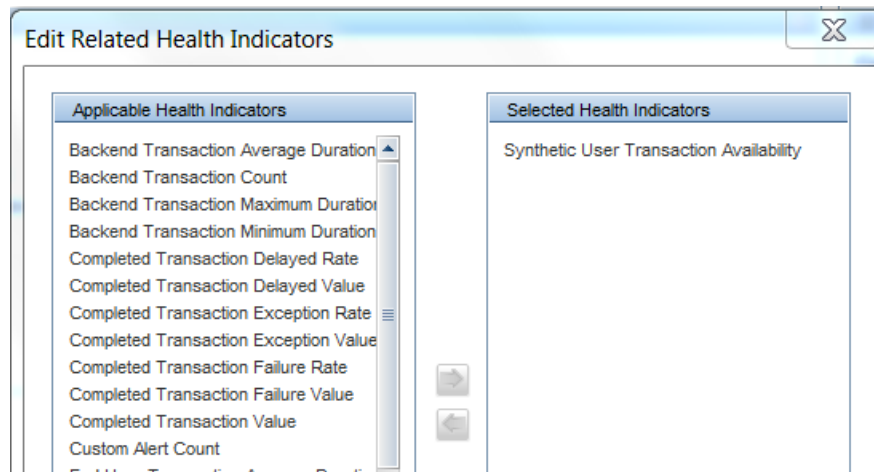 Edit Related Health Indicators
Applicable Health Indicators
Backend Transaction Average Duration
Backend Transaction Count
Backend Transaction Maximum Duration
Backend Transaction Minimum Duration
Completed Transaction Delayed Rate
Completed Transaction Delayed Value
Completed Transaction Exception Rate
Completed Transaction Exception Value
Completed Transaction Failure Rate
Completed Transaction Failure Value
Completed Transaction Value
Custom Alert Count
Selected Health Indicators
Synthetic User Transaction Availability